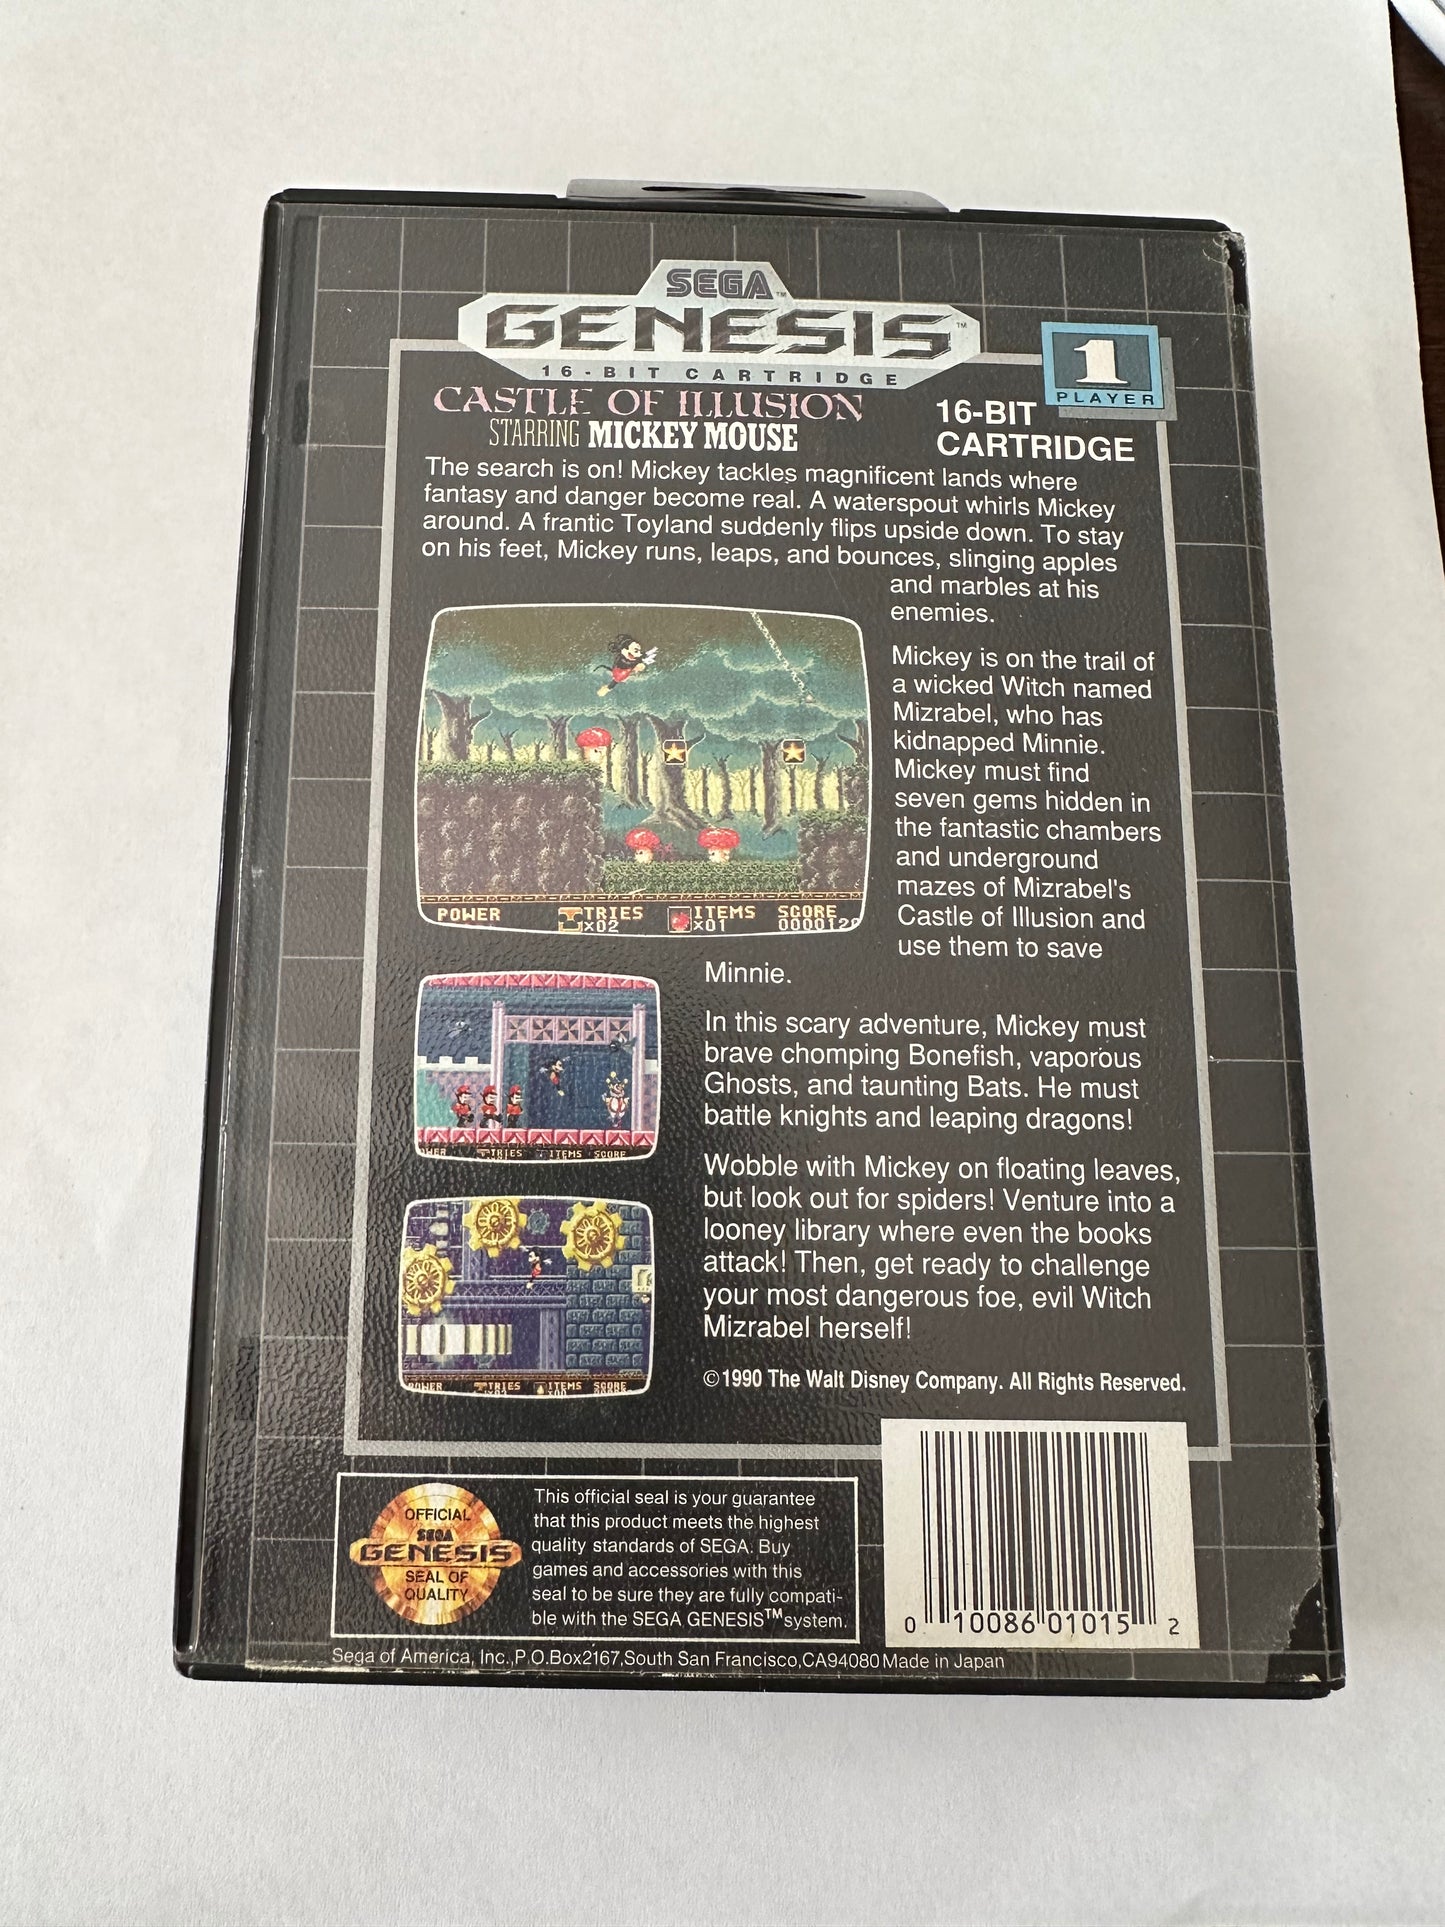 SEGA™
GENESIS™
16-BIT CARTRIDGE
1
PLAYER
CASTLE OF ILLUSION
STARRING MICKEY MOUSE
16-BIT
CARTRIDGE
The search is on! Mickey tackles magnificent lands where
fantasy and danger become real. A waterspout whirls Mickey
around. A frantic Toyland suddenly flips upside down. To stay
on his feet, Mickey runs, leaps, and bounces, slinging apples
and marbles at his
enemies.
Mickey is on the trail of
a wicked Witch named
Mizrabel, who has
kidnapped Minnie.
Mickey must find
seven gems hidden in
the fantastic chambers
and underground
mazes of Mizrabel's
Castle of Illusion and
use them to save
Minnie.
POWER TRIES ITEMS SCORE
×02 ×01
In this scary adventure, Mickey must
brave chomping Bonefish, vaporous
Ghosts, and taunting Bats. He must
battle knights and leaping dragons!
TRIES ITEMS SCORE
Wobble with Mickey on floating leaves,
but look out for spiders! Venture into a
looney library where even the books
attack! Then, get ready to challenge
your most dangerous foe, evil Witch
Mizrabel herself!
POWER TRIES ITEMS SCORE
©1990 The Walt Disney Company. All Rights Reserved.
OFFICIAL
SEGA
GENESIS
SEAL OF
QUALITY
This official seal is your guarantee
that this product meets the highest
quality standards of SEGA. Buy
games and accessories with this
seal to be sure they are fully compati-
ble with the SEGA GENESIS™ system.
0 10086 01015 2
Sega of America, Inc.,P.O.Box2167,South San Francisco,CA94080 Made in Japan